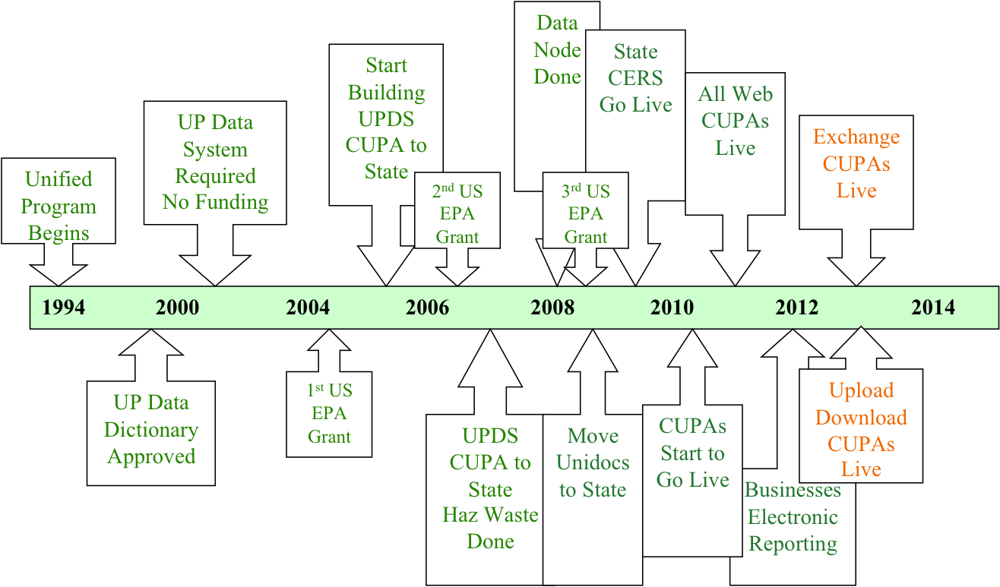 Data
Node
Done
State
CERS
Go Live
Start
Building
UPDS
CUPA to
State
All Web
CUPAs
Live
UP Data
System
Required
No Funding
Exchange
CUPAs
Live
Unified
Program
Begins
2nd US
EPA
Grant
3rd US
EPA
Grant
1994 2000 2004 2006 2008 2010 2012 2014
UP Data
Dictionary
Approved
1st US
EPA
Grant
UPDS
CUPA to
State
Haz Waste
Done
Move
Unidocs
to State
CUPAs
Start to
Go Live
Businesses
Electronic
Reporting
Upload
Download
CUPAs
Live